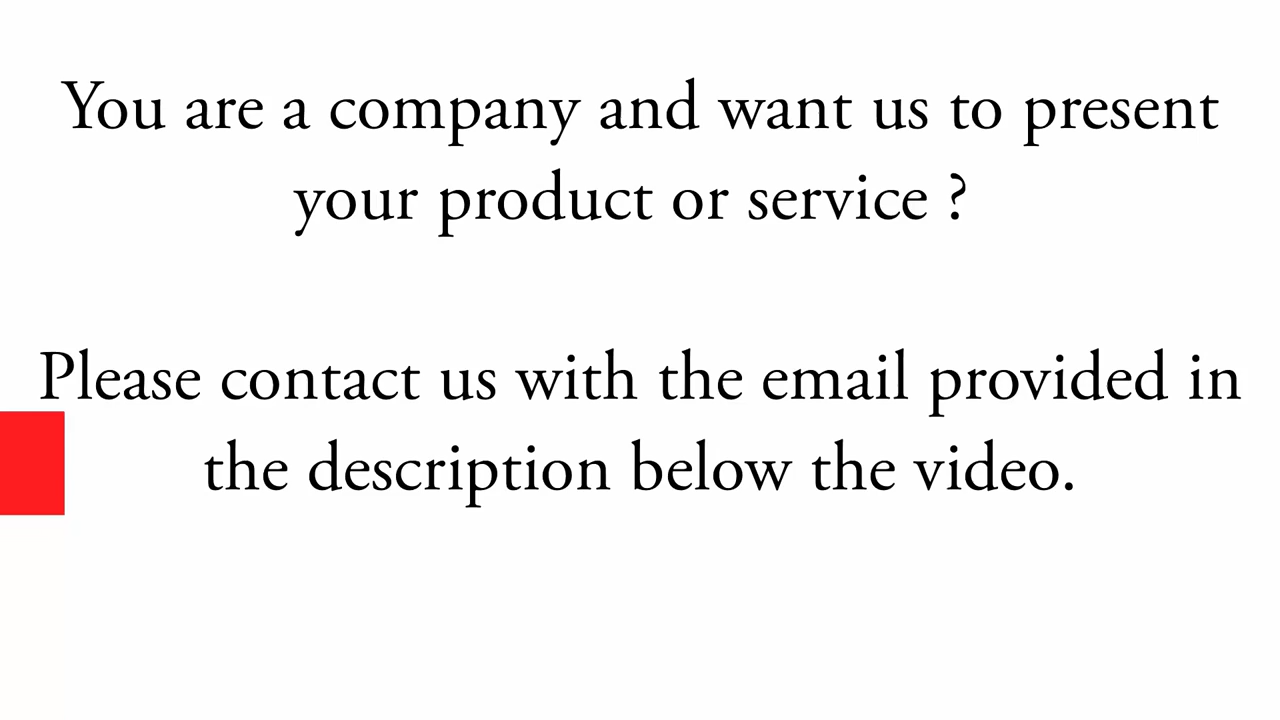 You are a company and want us to present
your product or service ?
Please contact us with the email provided in
the description below the video.